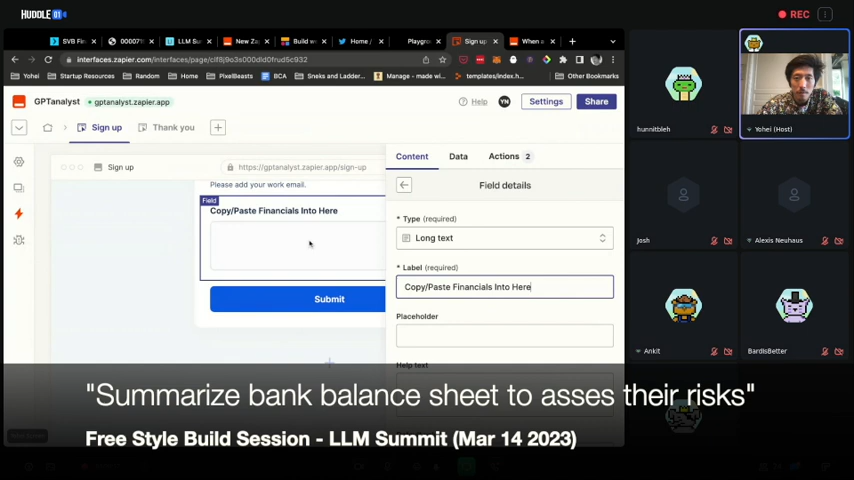 HUDDLE 01
REC
SVB Fin
000071
LLM Su
New Za
Build w
Home /
Playgrou
Sign up
When a
interfaces.zapier.com/interfaces/page/clf8j9o3s000dl0ofrud5c932
Yohei
Startup Resources
Random
Home
PixelBeasts
BCA
Sneks and Ladder...
Manage - made wi...
templates/index.h...
Other Bookmarks
GPTanalyst
gptanalyst.zapier.app
Help
YN
Settings
Share
Sign up
Thank you
Sign up
https://gptanalyst.zapier.app/sign-up
Please add your work email.
Field
Copy/Paste Financials Into Here
Submit
Content
Data
Actions 2
Field details
* Type (required)
Long text
* Label (required)
Copy/Paste Financials Into Here
Placeholder
Help text
hunnitbleh
Yohei (Host)
Josh
Alexis Neuhaus
Ankit
BardIsBetter
"Summarize bank balance sheet to asses their risks"
Free Style Build Session - LLM Summit (Mar 14 2023)